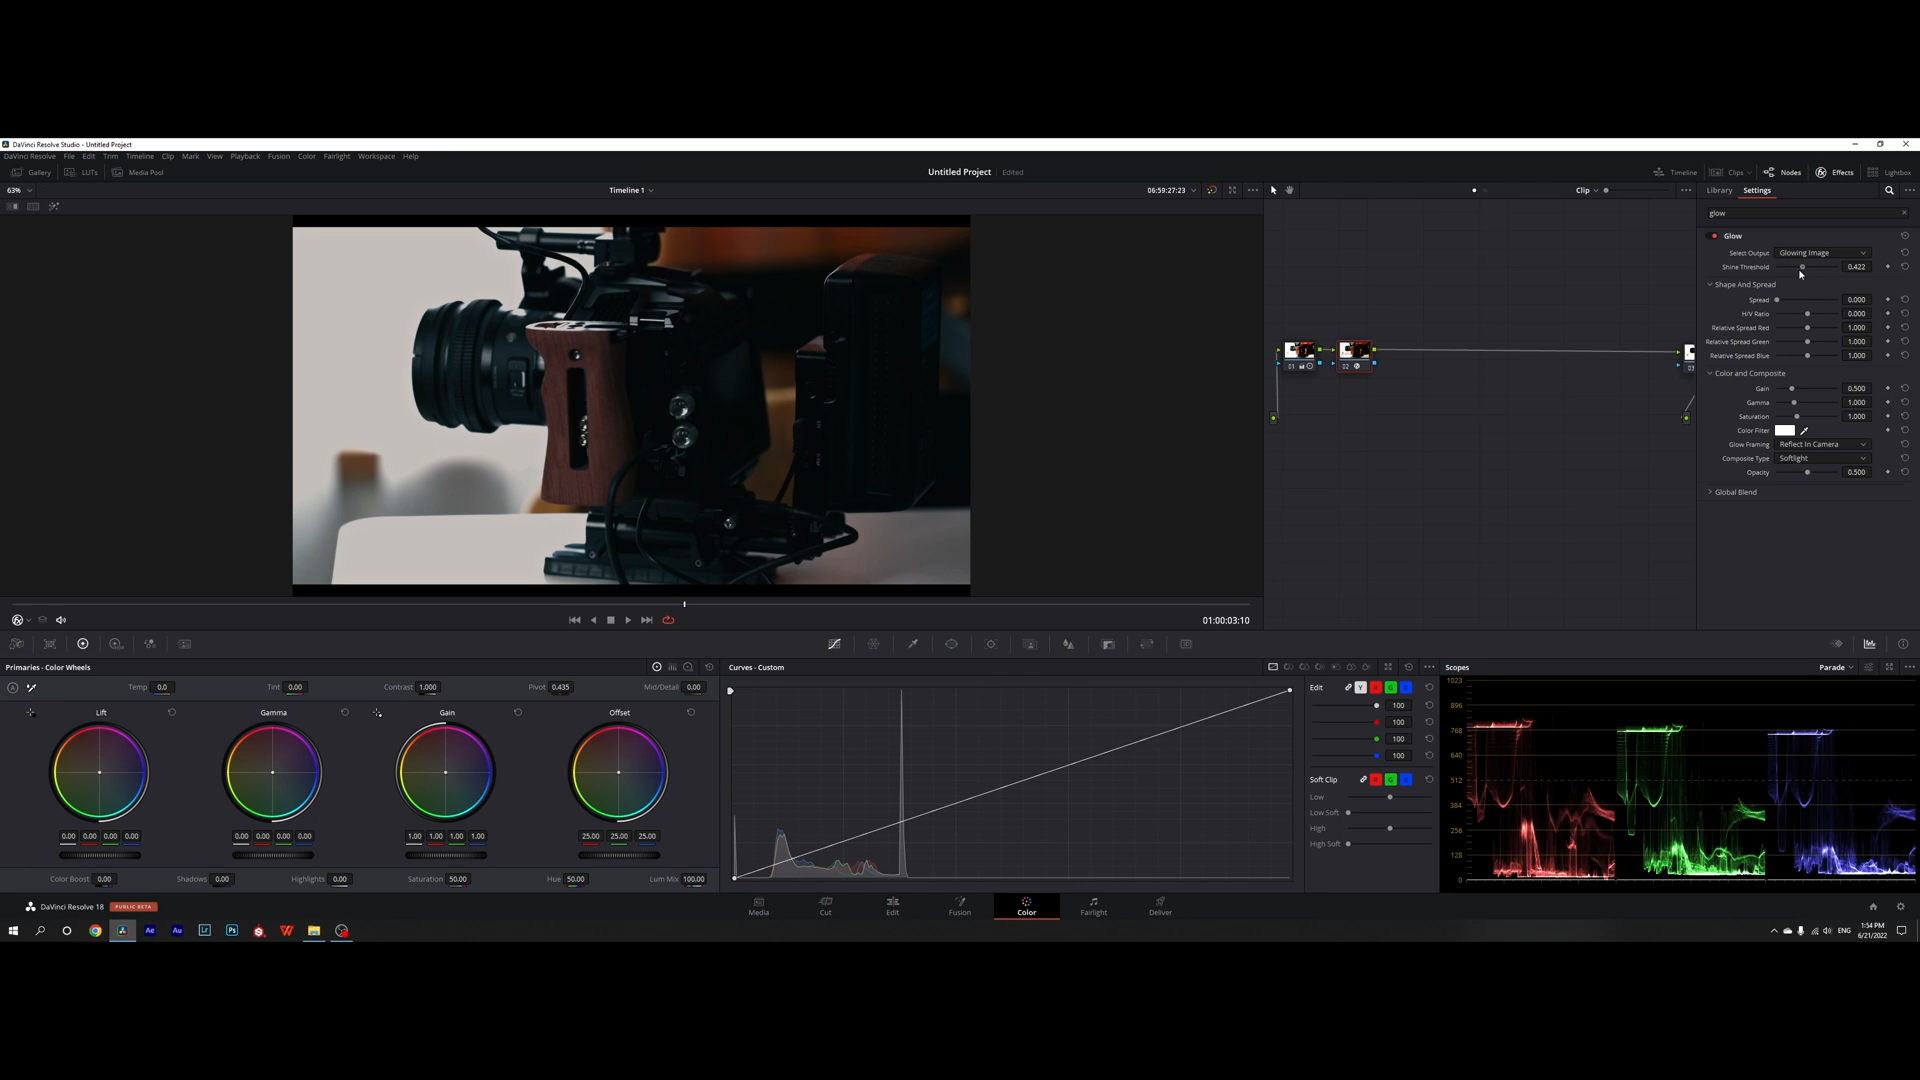 DaVinci Resolve Studio - Untitled Project
DaVinci Resolve File Edit Trim Timeline Clip Mark View Playback Fusion Color Fairlight Workspace Help
Gallery LUTs Media Pool Untitled Project Edited Timeline Clips Nodes Effects Lightbox
63% Timeline 1 06:59:27:23 Clip Library Settings
glow
Glow
Select Output Glowing Image
Shine Threshold 0.422
Shape And Spread
Spread 0.000
H/V Ratio 0.000
Relative Spread Red 1.000
Relative Spread Green 1.000
Relative Spread Blue 1.000
Color and Composite
Gain 0.500
Gamma 1.000
Saturation 1.000
Color Filter
Glow Framing Reflect In Camera
Composite Type Softlight
Opacity 0.500
Global Blend
01 02
01:00:03:10
Primaries - Color Wheels
Temp 0.0 Tint 0.00 Contrast 1.000 Pivot 0.435 Mid/Detail 0.00
Lift Gamma Gain Offset
0.00 0.00 0.00 0.00 0.00 0.00 0.00 0.00 1.00 1.00 1.00 1.00 25.00 25.00 25.00
Color Boost 0.00 Shadows 0.00 Highlights 0.00 Saturation 50.00 Hue 50.00 Lum Mix 100.00
Curves - Custom
Edit Y R G B
100
100
100
100
Soft Clip R G B
Low
Low Soft
High
High Soft
Scopes Parade
1023
896
768
640
512
384
256
128
0
DaVinci Resolve 18 PUBLIC BETA
Media Cut Edit Fusion Color Fairlight Deliver
Ae Au Lr Ps
ENG 1:54 PM
6/21/2022